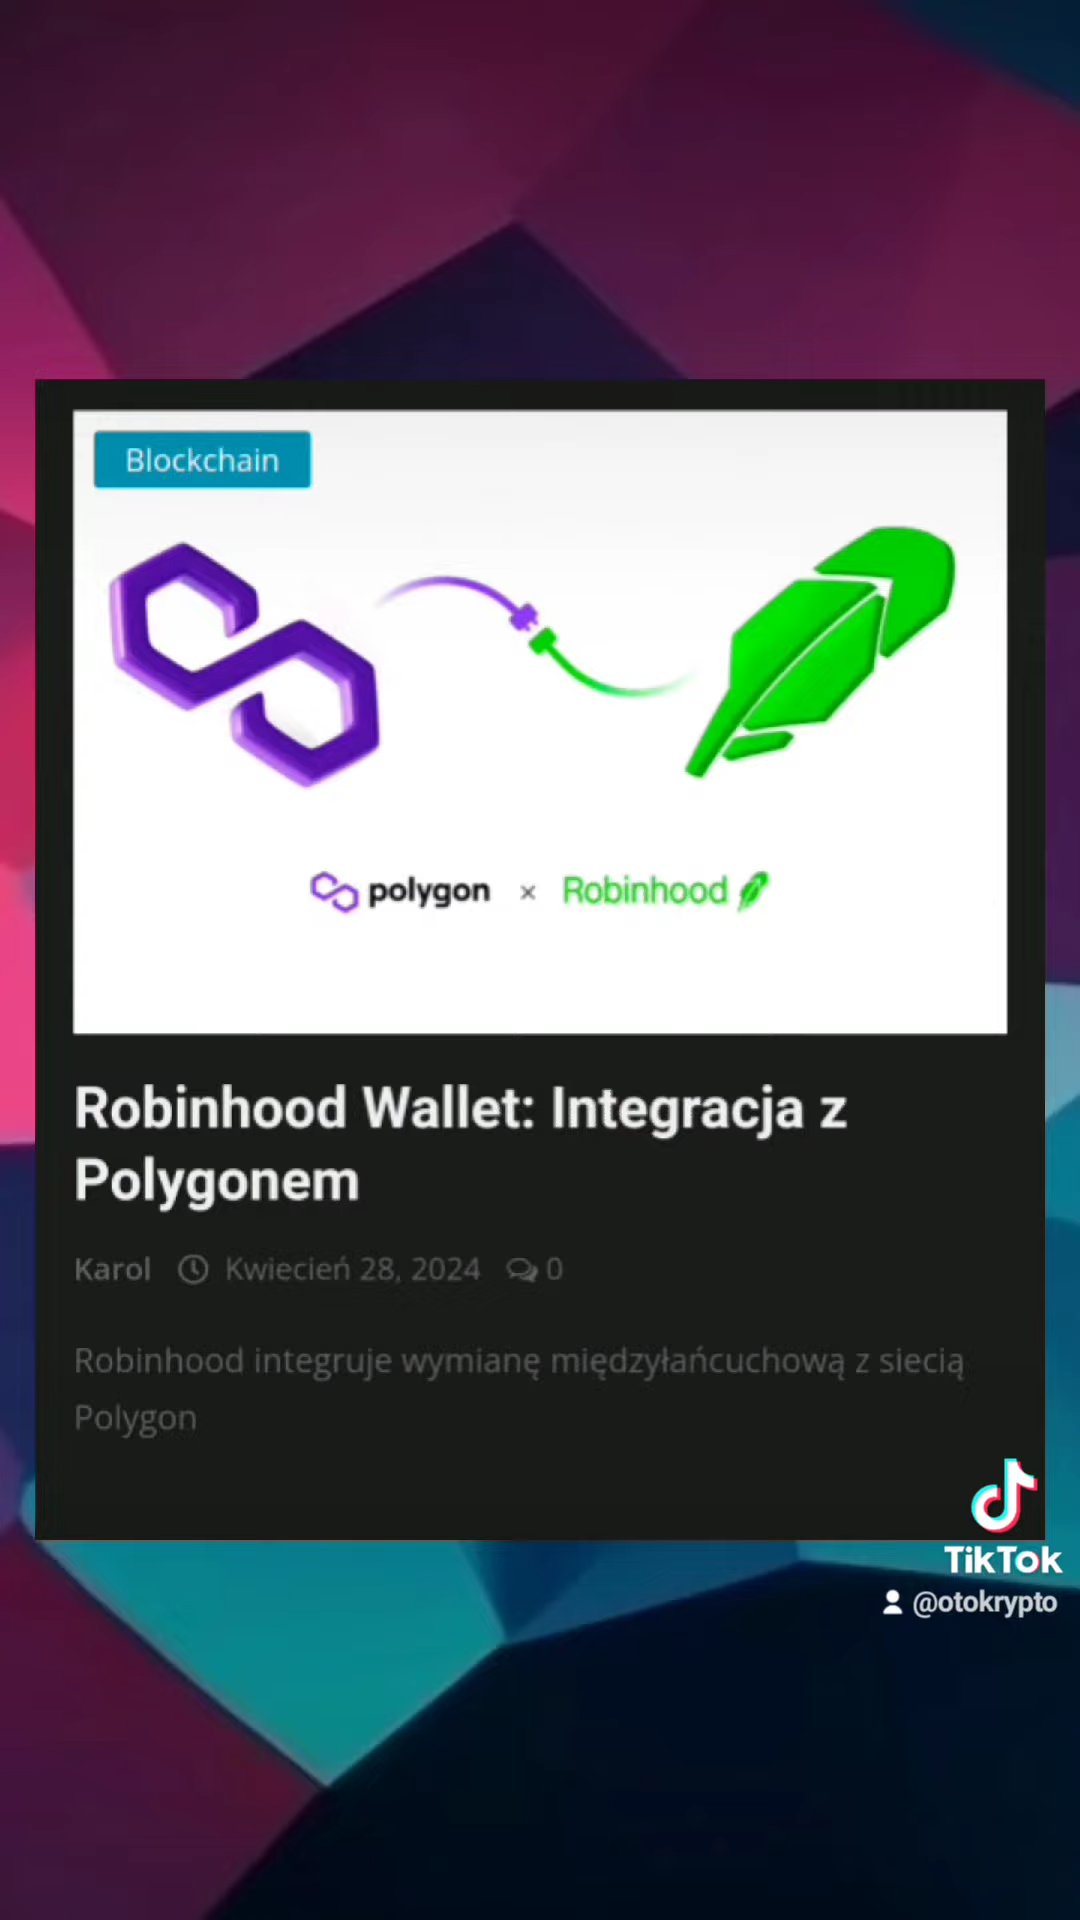 Blockchain
polygon × Robinhood
Robinhood Wallet: Integracja z
Polygonem
Karol Kwiecień 28, 2024 0
Robinhood integruje wymianę międzyłańcuchową z siecią
Polygon
TikTok
@otokrypto